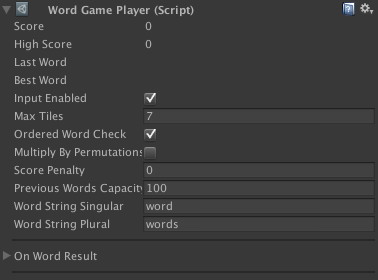 Word Game Player (Script)
Score 0
High Score 0
Last Word
Best Word
Input Enabled
Max Tiles 7
Ordered Word Check
Multiply By Permutations
Score Penalty 0
Previous Words Capacity 100
Word String Singular word
Word String Plural words
On Word Result